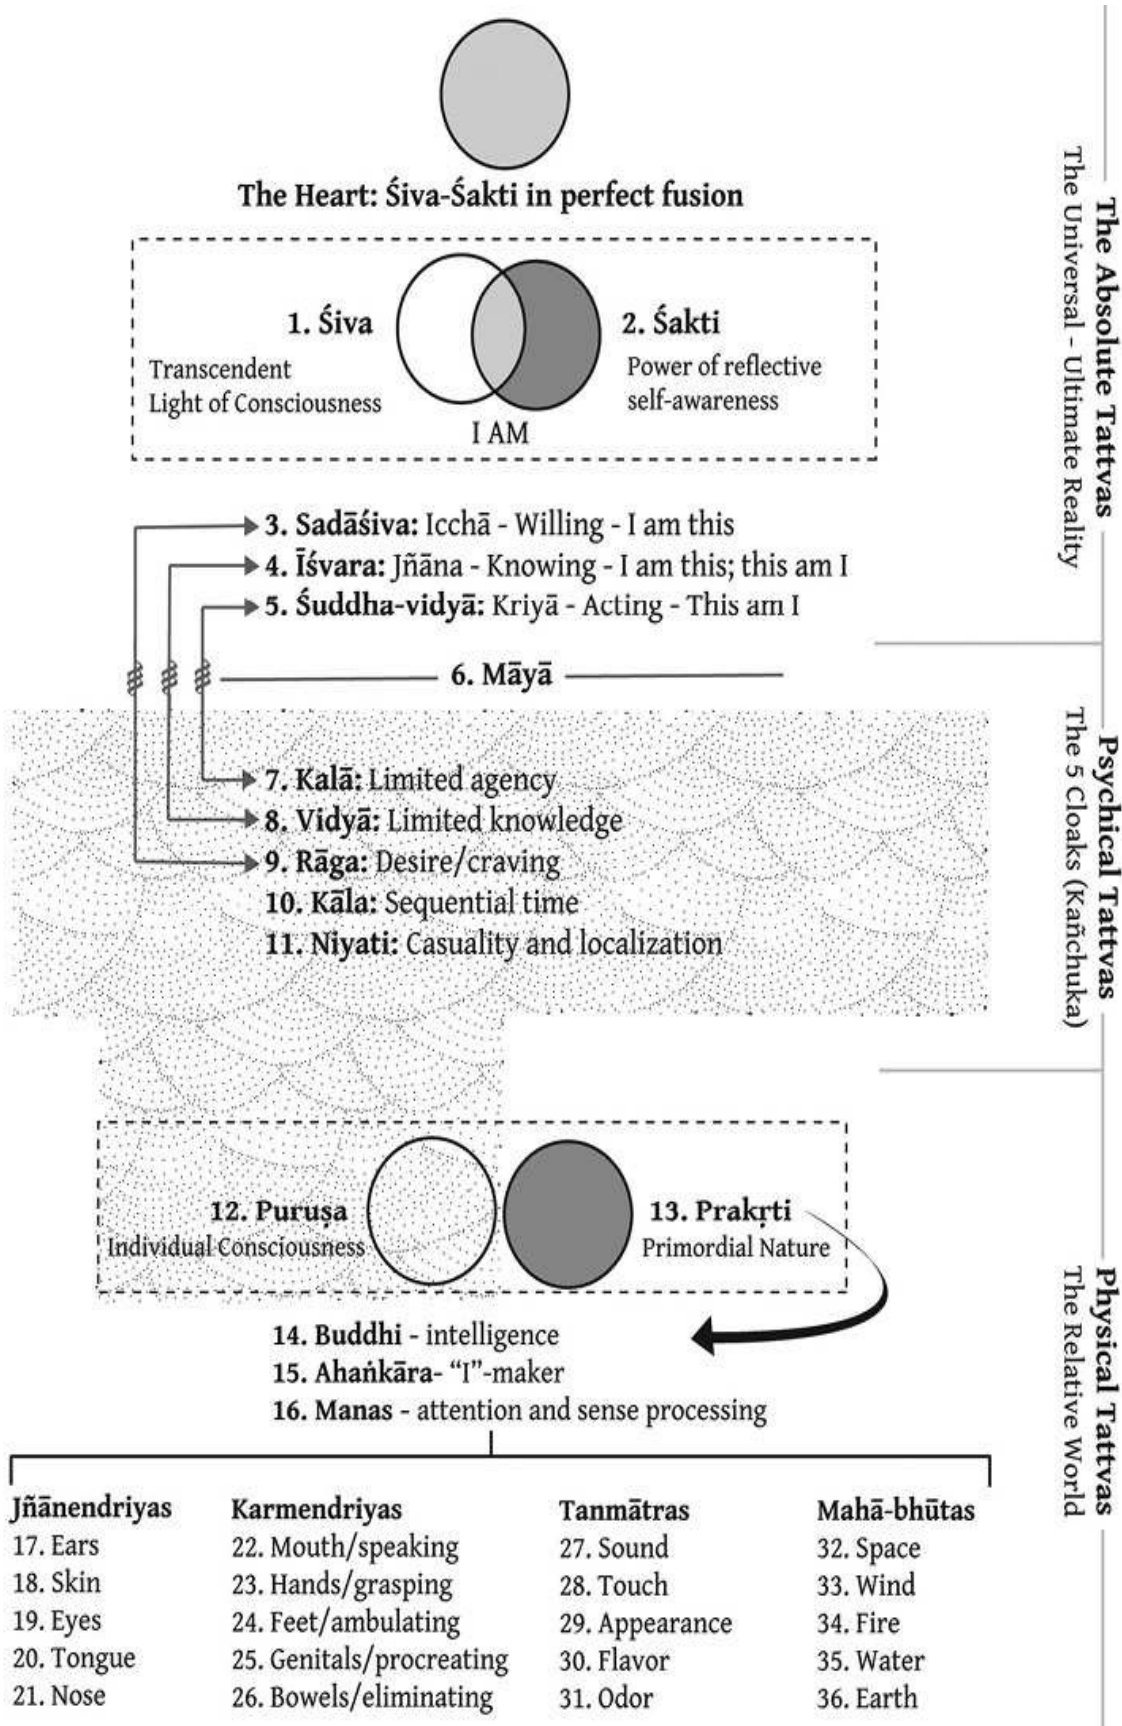 The Heart: Śiva-Śakti in perfect fusion
1. Śiva
Transcendent
Light of Consciousness
2. Śakti
Power of reflective
self-awareness
I AM
3. Sadāśiva: Icchā - Willing - I am this
4. Īśvara: Jñāna - Knowing - I am this; this am I
5. Śuddha-vidyā: Kriyā - Acting - This am I
6. Māyā
7. Kalā: Limited agency
8. Vidyā: Limited knowledge
9. Rāga: Desire/craving
10. Kāla: Sequential time
11. Niyati: Casuality and localization
12. Puruṣa
Individual Consciousness
13. Prakṛti
Primordial Nature
14. Buddhi - intelligence
15. Ahaṅkāra- “I”-maker
16. Manas - attention and sense processing
Jñānendriyas
17. Ears
18. Skin
19. Eyes
20. Tongue
21. Nose
Karmendriyas
22. Mouth/speaking
23. Hands/grasping
24. Feet/ambulating
25. Genitals/procreating
26. Bowels/eliminating
Tanmātras
27. Sound
28. Touch
29. Appearance
30. Flavor
31. Odor
Mahā-bhūtas
32. Space
33. Wind
34. Fire
35. Water
36. Earth
The Absolute Tattvas
The Universal - Ultimate Reality
Psychical Tattvas
The 5 Cloaks (Kañchuka)
Physical Tattvas
The Relative World